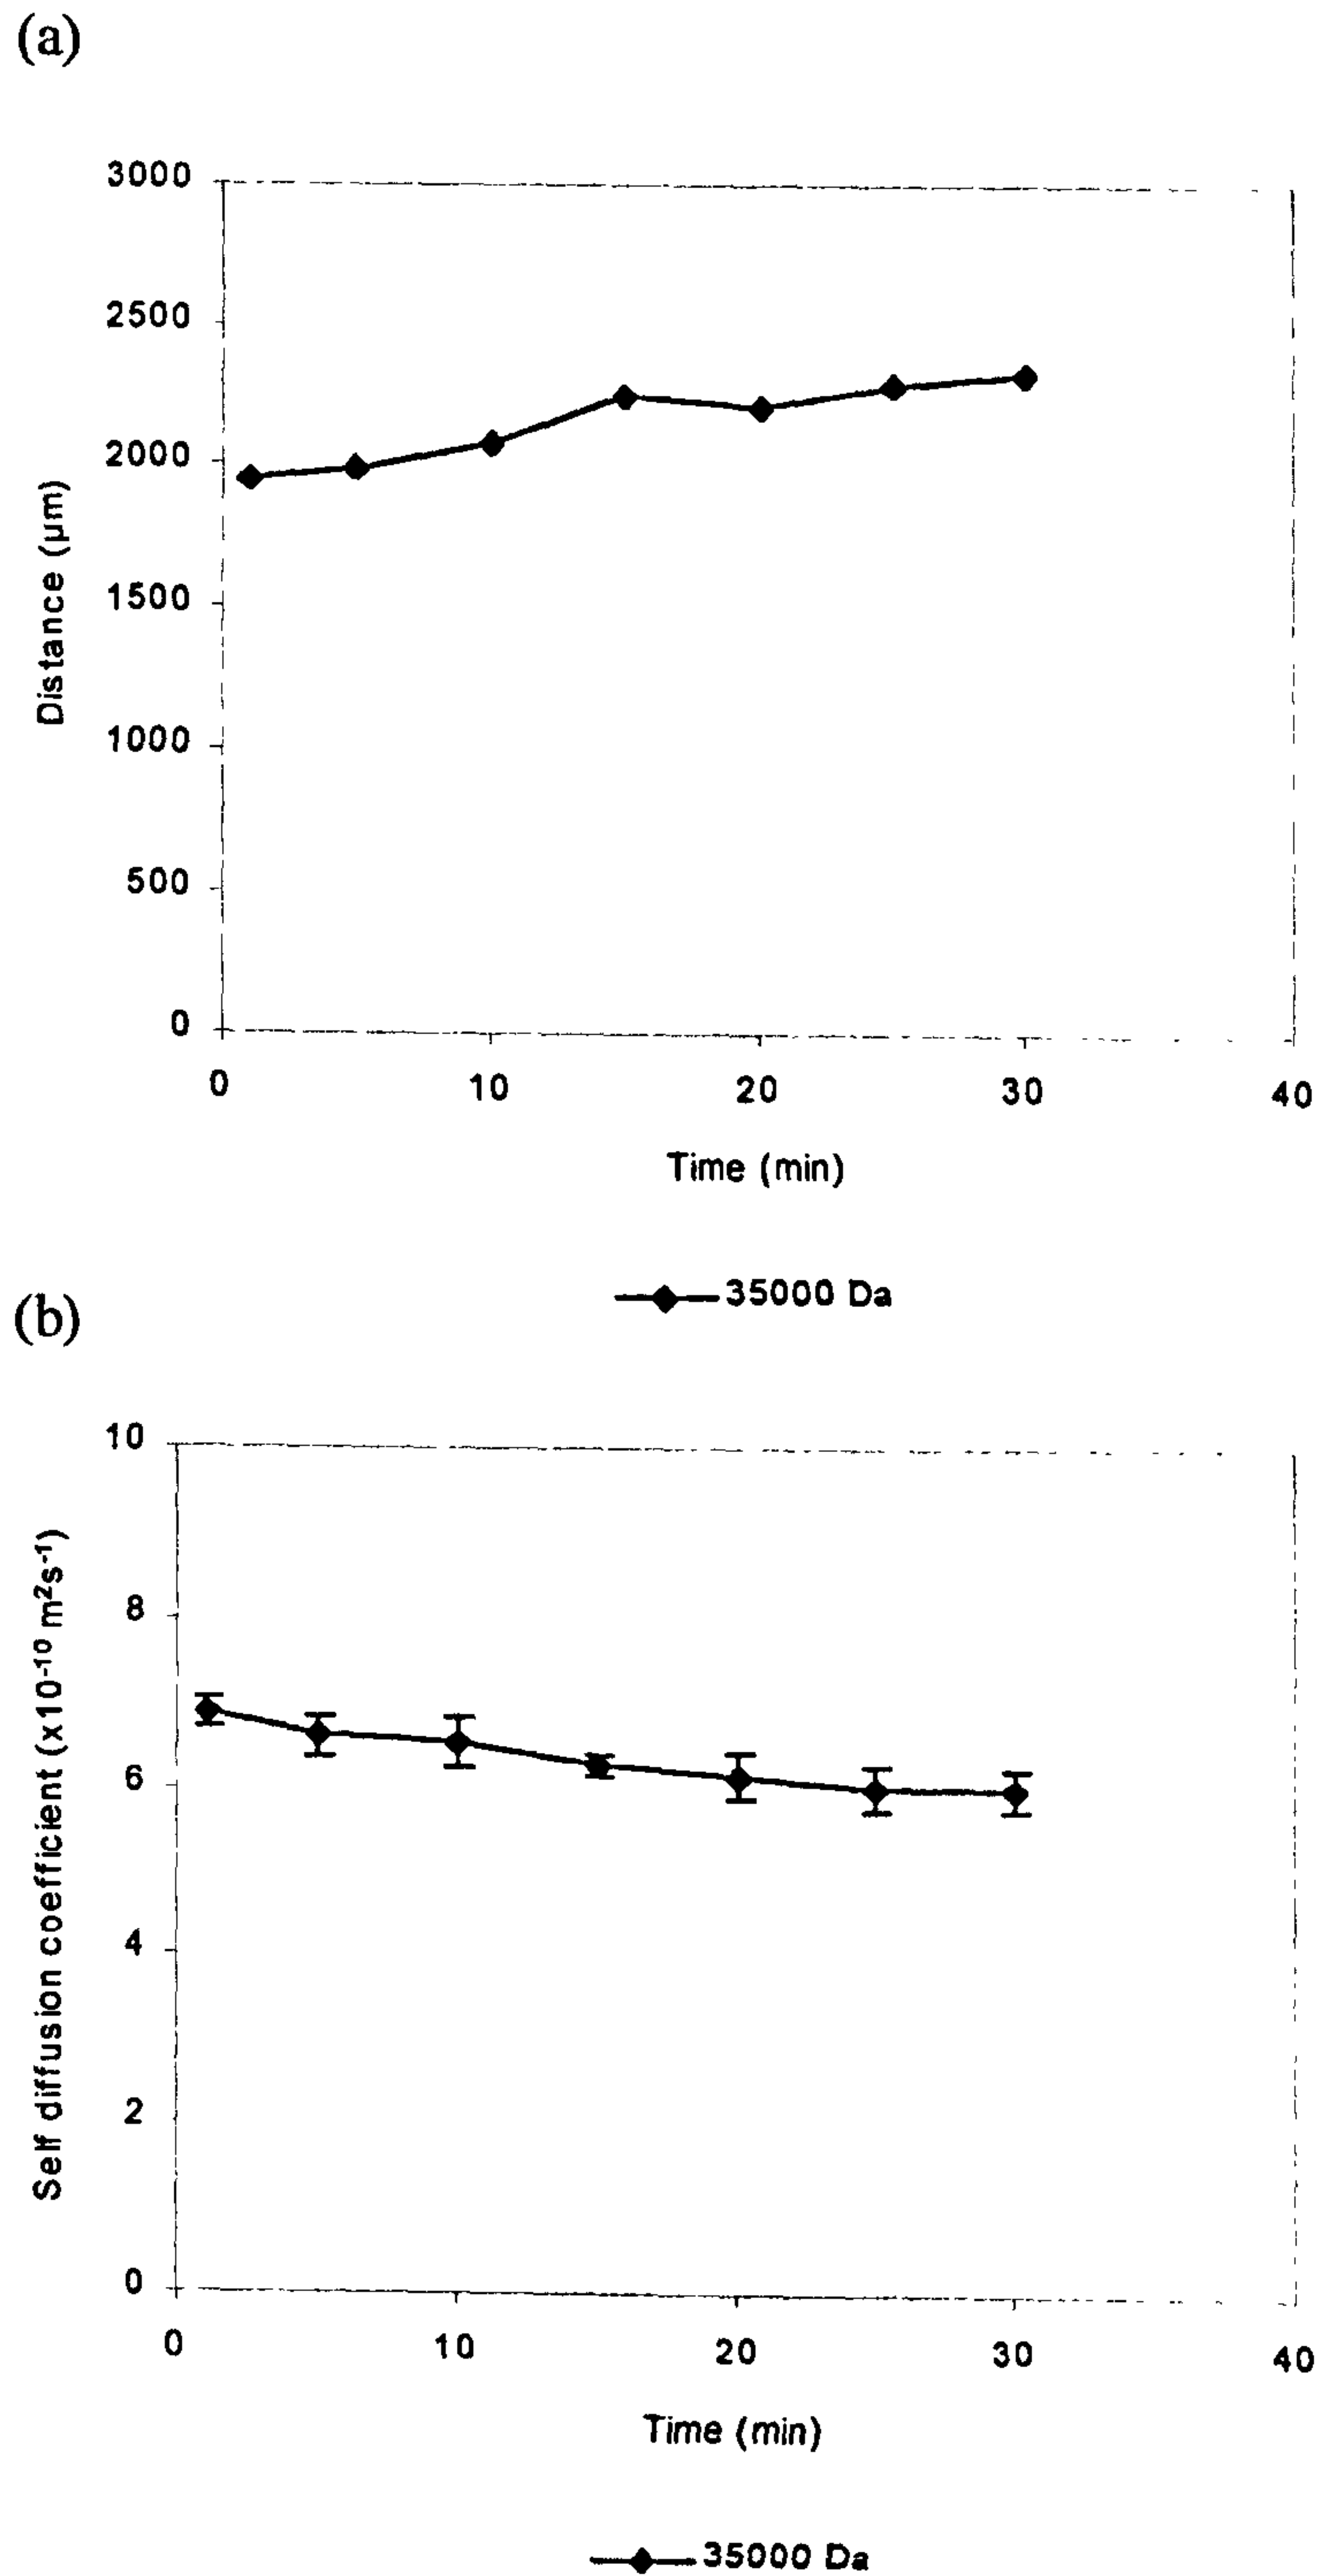 (a)
3000
2500
2000
1500
1000
500
0
Distance (µm)
0 10 20 30 40
Time (min)
35000 Da
(b)
10
8
6
4
2
0
Self diffusion coefficient (x10⁻¹⁰ m²s⁻¹)
0 10 20 30 40
Time (min)
35000 Da